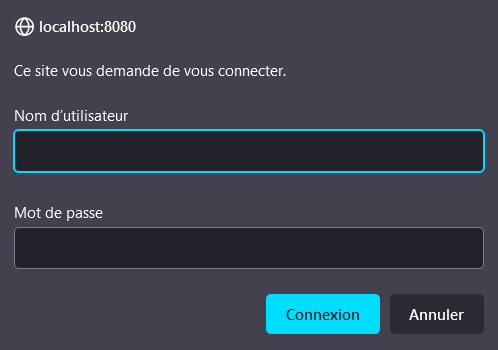 localhost:8080
Ce site vous demande de vous connecter.
Nom d’utilisateur
Mot de passe
Connexion
Annuler